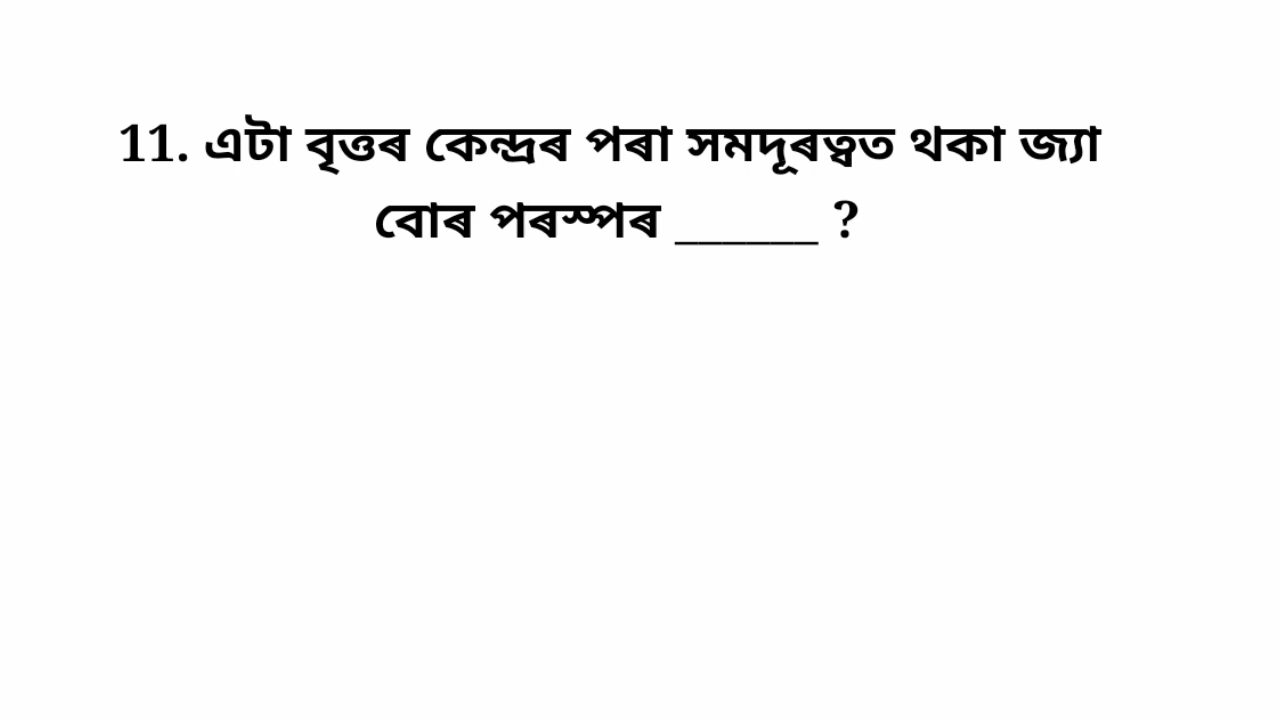 11. এটা বৃত্তৰ কেন্দ্ৰৰ পৰা সমদূৰত্বত থকা জ্যা
বোৰ পৰস্পৰ ______ ?